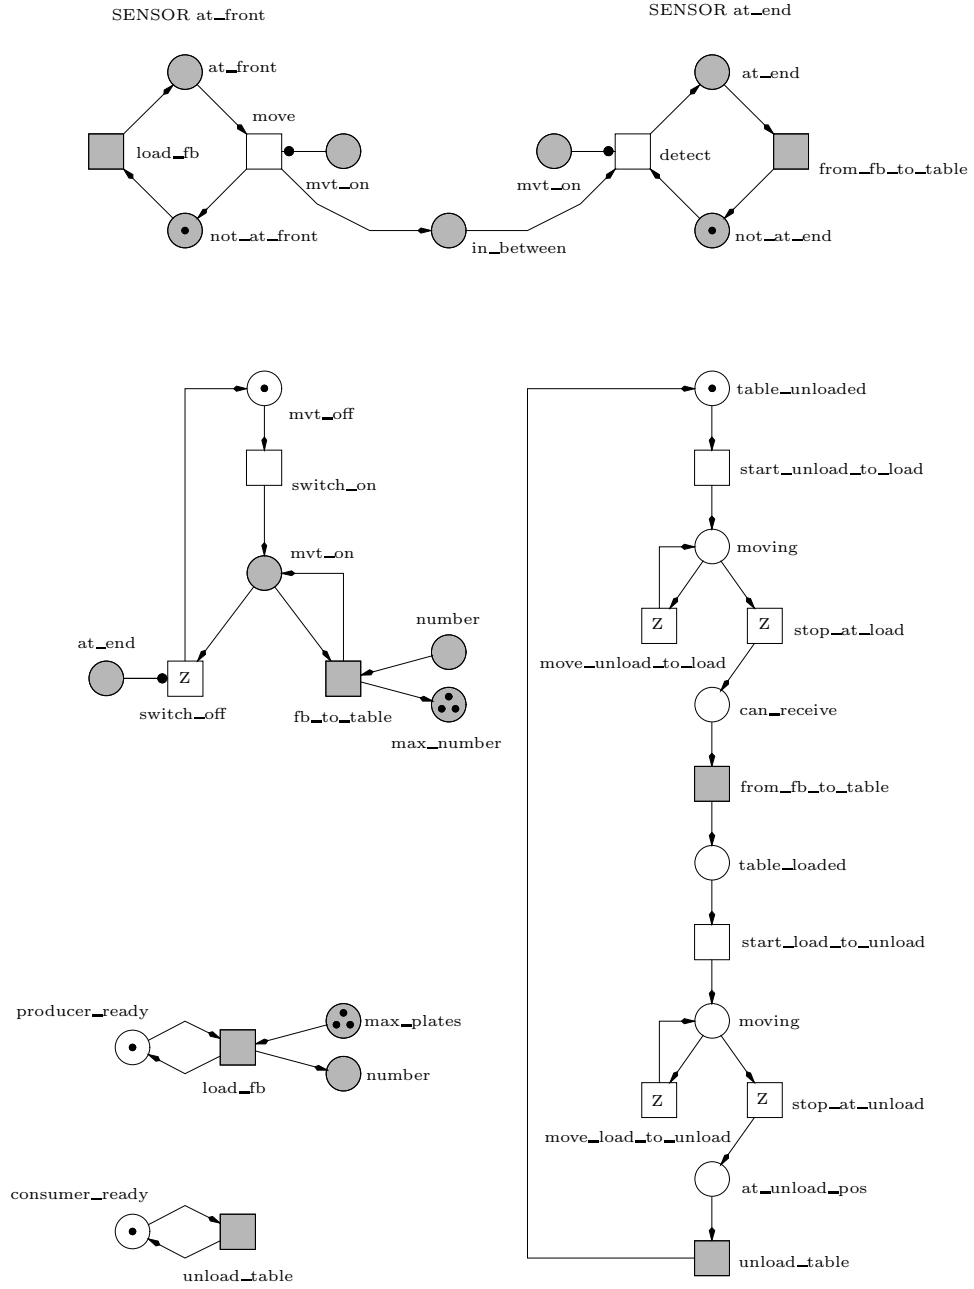 SENSOR at_front
SENSOR at_end
at_front
at_end
move
load_fb
mvt_on
mvt_on
detect
from_fb_to_table
not_at_front
in_between
not_at_end
mvt_off
table_unloaded
switch_on
start_unload_to_load
mvt_on
moving
number
at_end
z
z
stop_at_load
move_unload_to_load
z
switch_off
fb_to_table
can_receive
max_number
from_fb_to_table
table_loaded
start_load_to_unload
producer_ready
max_plates
moving
number
load_fb
z
z
stop_at_unload
move_load_to_unload
consumer_ready
at_unload_pos
unload_table
unload_table